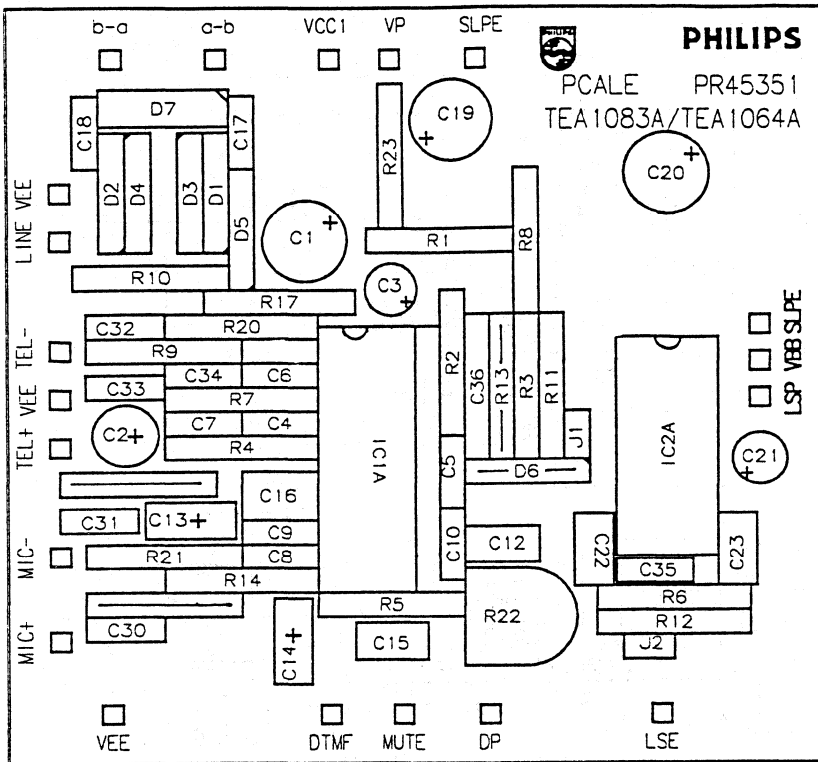 b-a a-b VCC1 VP SLPE
PHILIPS
PHILIPS
PCALE PR45351
TEA1083A/TEA1064A
D7
C18
C17
R23
C19
+
C20
+
D2
D4
D3
D1
D5
LINE VEE
C1
+
R1
R8
R10
C3
+
R17
C32
R20
TEL-
R9
C34
C6
C33
R7
TEL+ VEE
C2+
C7
C4
R4
IC1A
R2
C36
R13
R3
R11
J1
C5
D6
IC2A
LSP VBB SLPE
C21
+
C16
C31
C13+
C9
C10
C12
C22
C23
MIC-
R21
C8
C35
R14
R6
R5
R22
R12
C30
MIC+
C14+
C15
J2
VEE DTMF MUTE DP LSE